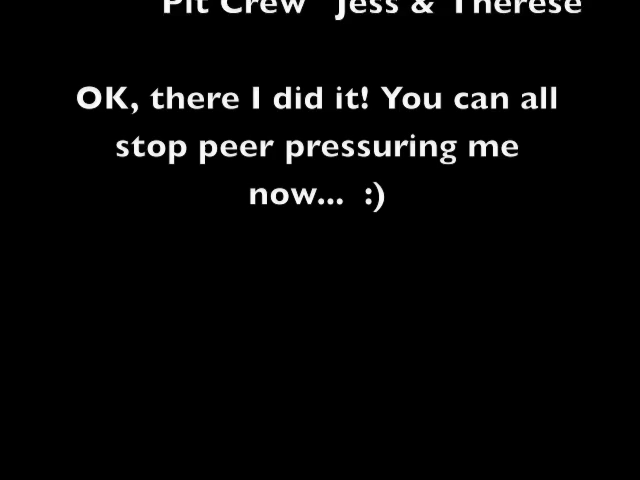 Pit Crew Jess & Therese
OK, there I did it! You can all
stop peer pressuring me
now... :)